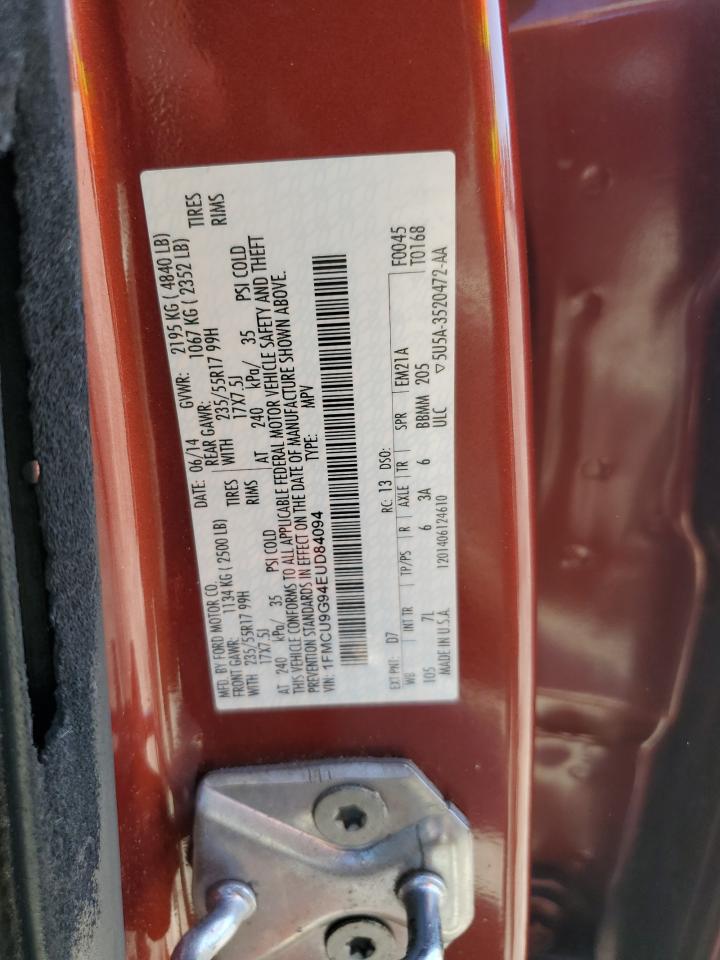 MFD. BY FORD MOTOR CO. DATE: 06/14 GVWR: 2195 KG ( 4840 LB)
FRONT GAWR: 1134 KG ( 2500 LB) REAR GAWR: 1067 KG ( 2352 LB)
WITH 235/55R17 99H TIRES WITH 235/55R17 99H TIRES
17X7.5J RIMS 17X7.5J RIMS
AT 240 kPa/ 35 PSI COLD AT 240 kPa/ 35 PSI COLD
THIS VEHICLE CONFORMS TO ALL APPLICABLE FEDERAL MOTOR VEHICLE SAFETY AND THEFT
PREVENTION STANDARDS IN EFFECT ON THE DATE OF MANUFACTURE SHOWN ABOVE.
VIN: 1FMCU9G94EUD84094 TYPE: MPV
F0045
T0168
EXT PNT: D7 RC: 13 DSO:
WB INT TR TP/PS R AXLE TR SPR EM21A
105 7L 6 3A 6 BBMM 205
MADE IN U.S.A. 1201406124610 ULC ▽5U5A-3520472-AA